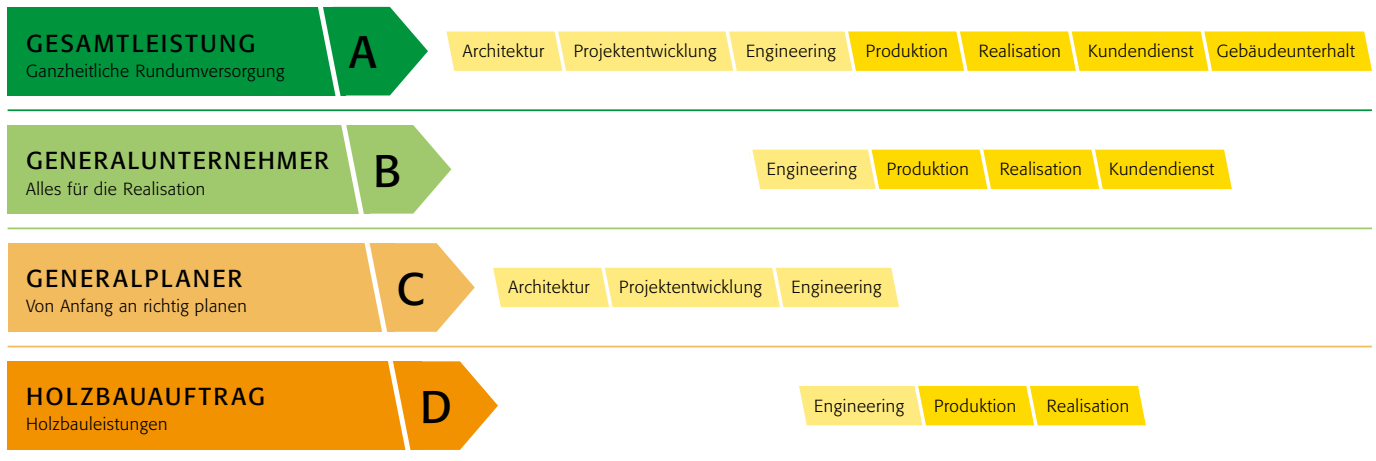 GESAMTLEISTUNG
Ganzheitliche Rundumversorgung
A
Architektur Projektentwicklung Engineering Produktion Realisation Kundendienst Gebäudeunterhalt
GENERALUNTERNEHMER
Alles für die Realisation
B
Engineering Produktion Realisation Kundendienst
GENERALPLANER
Von Anfang an richtig planen
C
Architektur Projektentwicklung Engineering
HOLZBAUAUFTRAG
Holzbauleistungen
D
Engineering Produktion Realisation